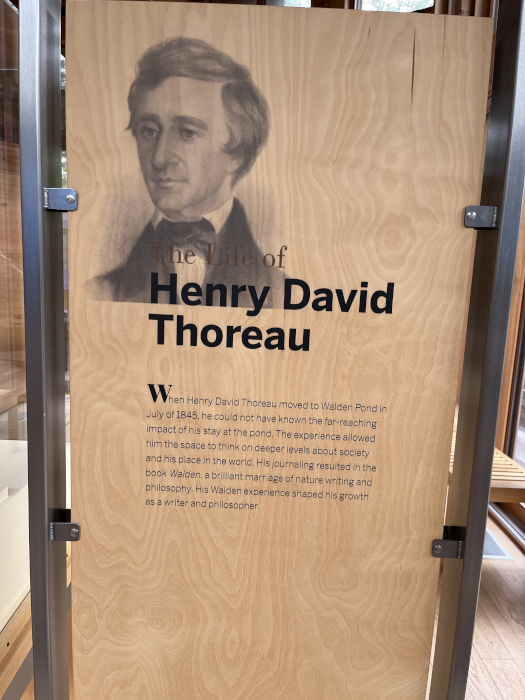 The Life of
Henry David
Thoreau
When Henry David Thoreau moved to Walden Pond in
July of 1845, he could not have known the far-reaching
impact of his stay at the pond. The experience allowed
him the space to think on deeper levels about society
and his place in the world. His journaling resulted in the
book Walden, a brilliant marriage of nature writing and
philosophy. His Walden experience shaped his growth
as a writer and philosopher.